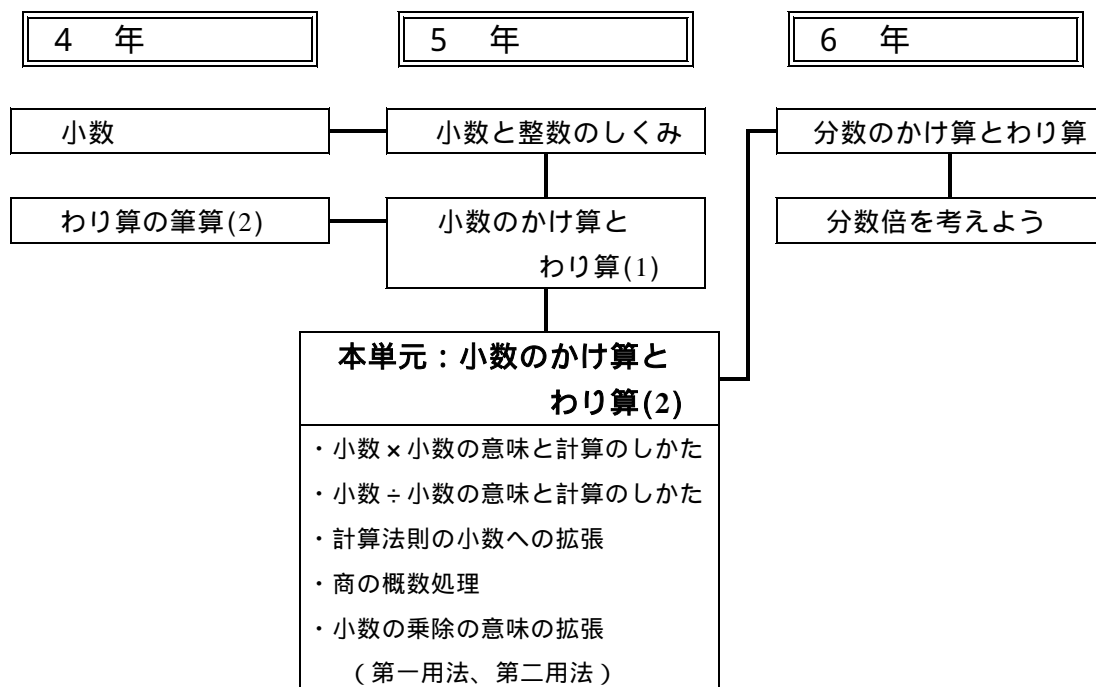 4 年
5 年
6 年
小数
小数と整数のしくみ
分数のかけ算とわり算
わり算の筆算(2)
小数のかけ算と
わり算(1)
分数倍を考えよう
本単元：小数のかけ算と
わり算(2)
・小数×小数の意味と計算のしかた
・小数÷小数の意味と計算のしかた
・計算法則の小数への拡張
・商の概数処理
・小数の乗除の意味の拡張
（第一用法、第二用法）